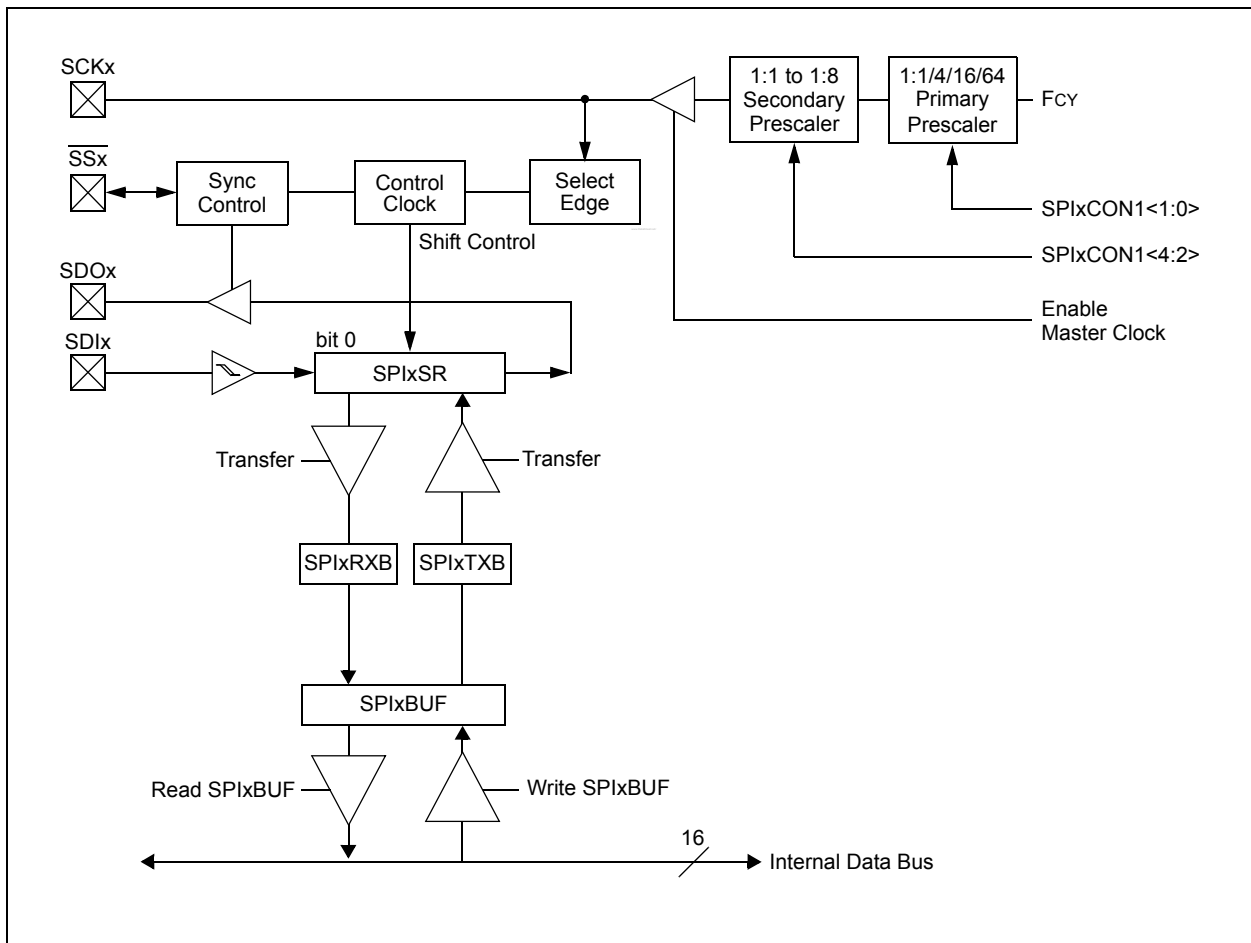 SCKx
1:1 to 1:8
Secondary
Prescaler
1:1/4/16/64
Primary
Prescaler
FCY
SSx
Sync
Control
Control
Clock
Select
Edge
Shift Control
SPIxCON1<1:0>
SPIxCON1<4:2>
SDOx
Enable
Master Clock
SDIx
bit 0
SPIxSR
Transfer
Transfer
SPIxRXB
SPIxTXB
SPIxBUF
Read SPIxBUF
Write SPIxBUF
16
Internal Data Bus